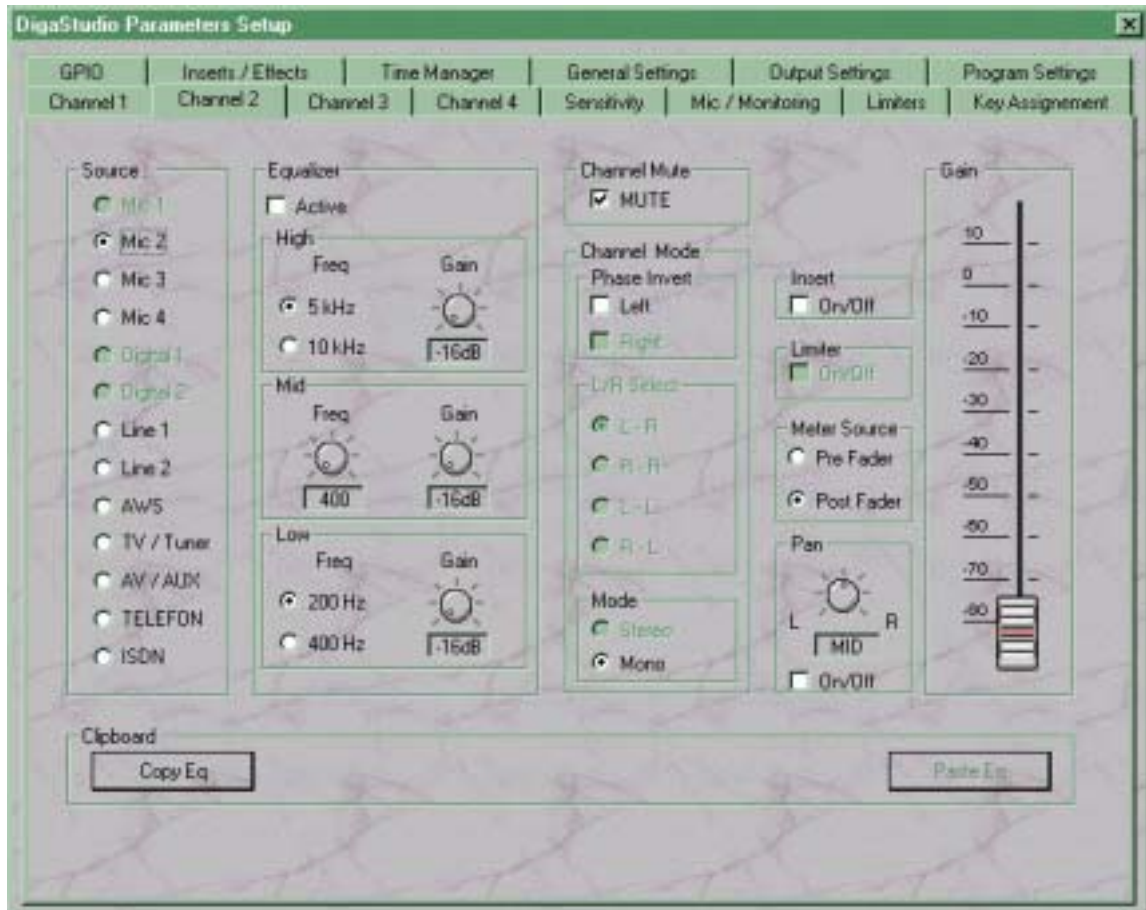 DigaStudio Parameters Setup
GPIO Inserts / Effects Time Manager General Settings Output Settings Program Settings
Channel 1 Channel 2 Channel 3 Channel 4 Sensitivity Mic / Monitoring Limiters Key Assignement
Source
Mic 1
Mic 2
Mic 3
Mic 4
Digital 1
Digital 2
Line 1
Line 2
AWS
TV / Tuner
AV / AUX
TELEFON
ISDN
Equalizer
Active
High
Freq Gain
5 kHz
10 kHz
-16dB
Mid
Freq Gain
400 -16dB
Low
Freq Gain
200 Hz
400 Hz
-16dB
Channel Mute
MUTE
Channel Mode
Phase Invert
Left
Right
L/R Select
L - R
R - R
L - L
R - L
Mode
Stereo
Mono
Insert
On/Off
Limiter
On/Off
Meter Source
Pre Fader
Post Fader
Pan
L R
MID
On/Off
Gain
10
0
-10
-20
-30
-40
-50
-60
-70
-80
Clipboard
Copy Eq Paste Eq